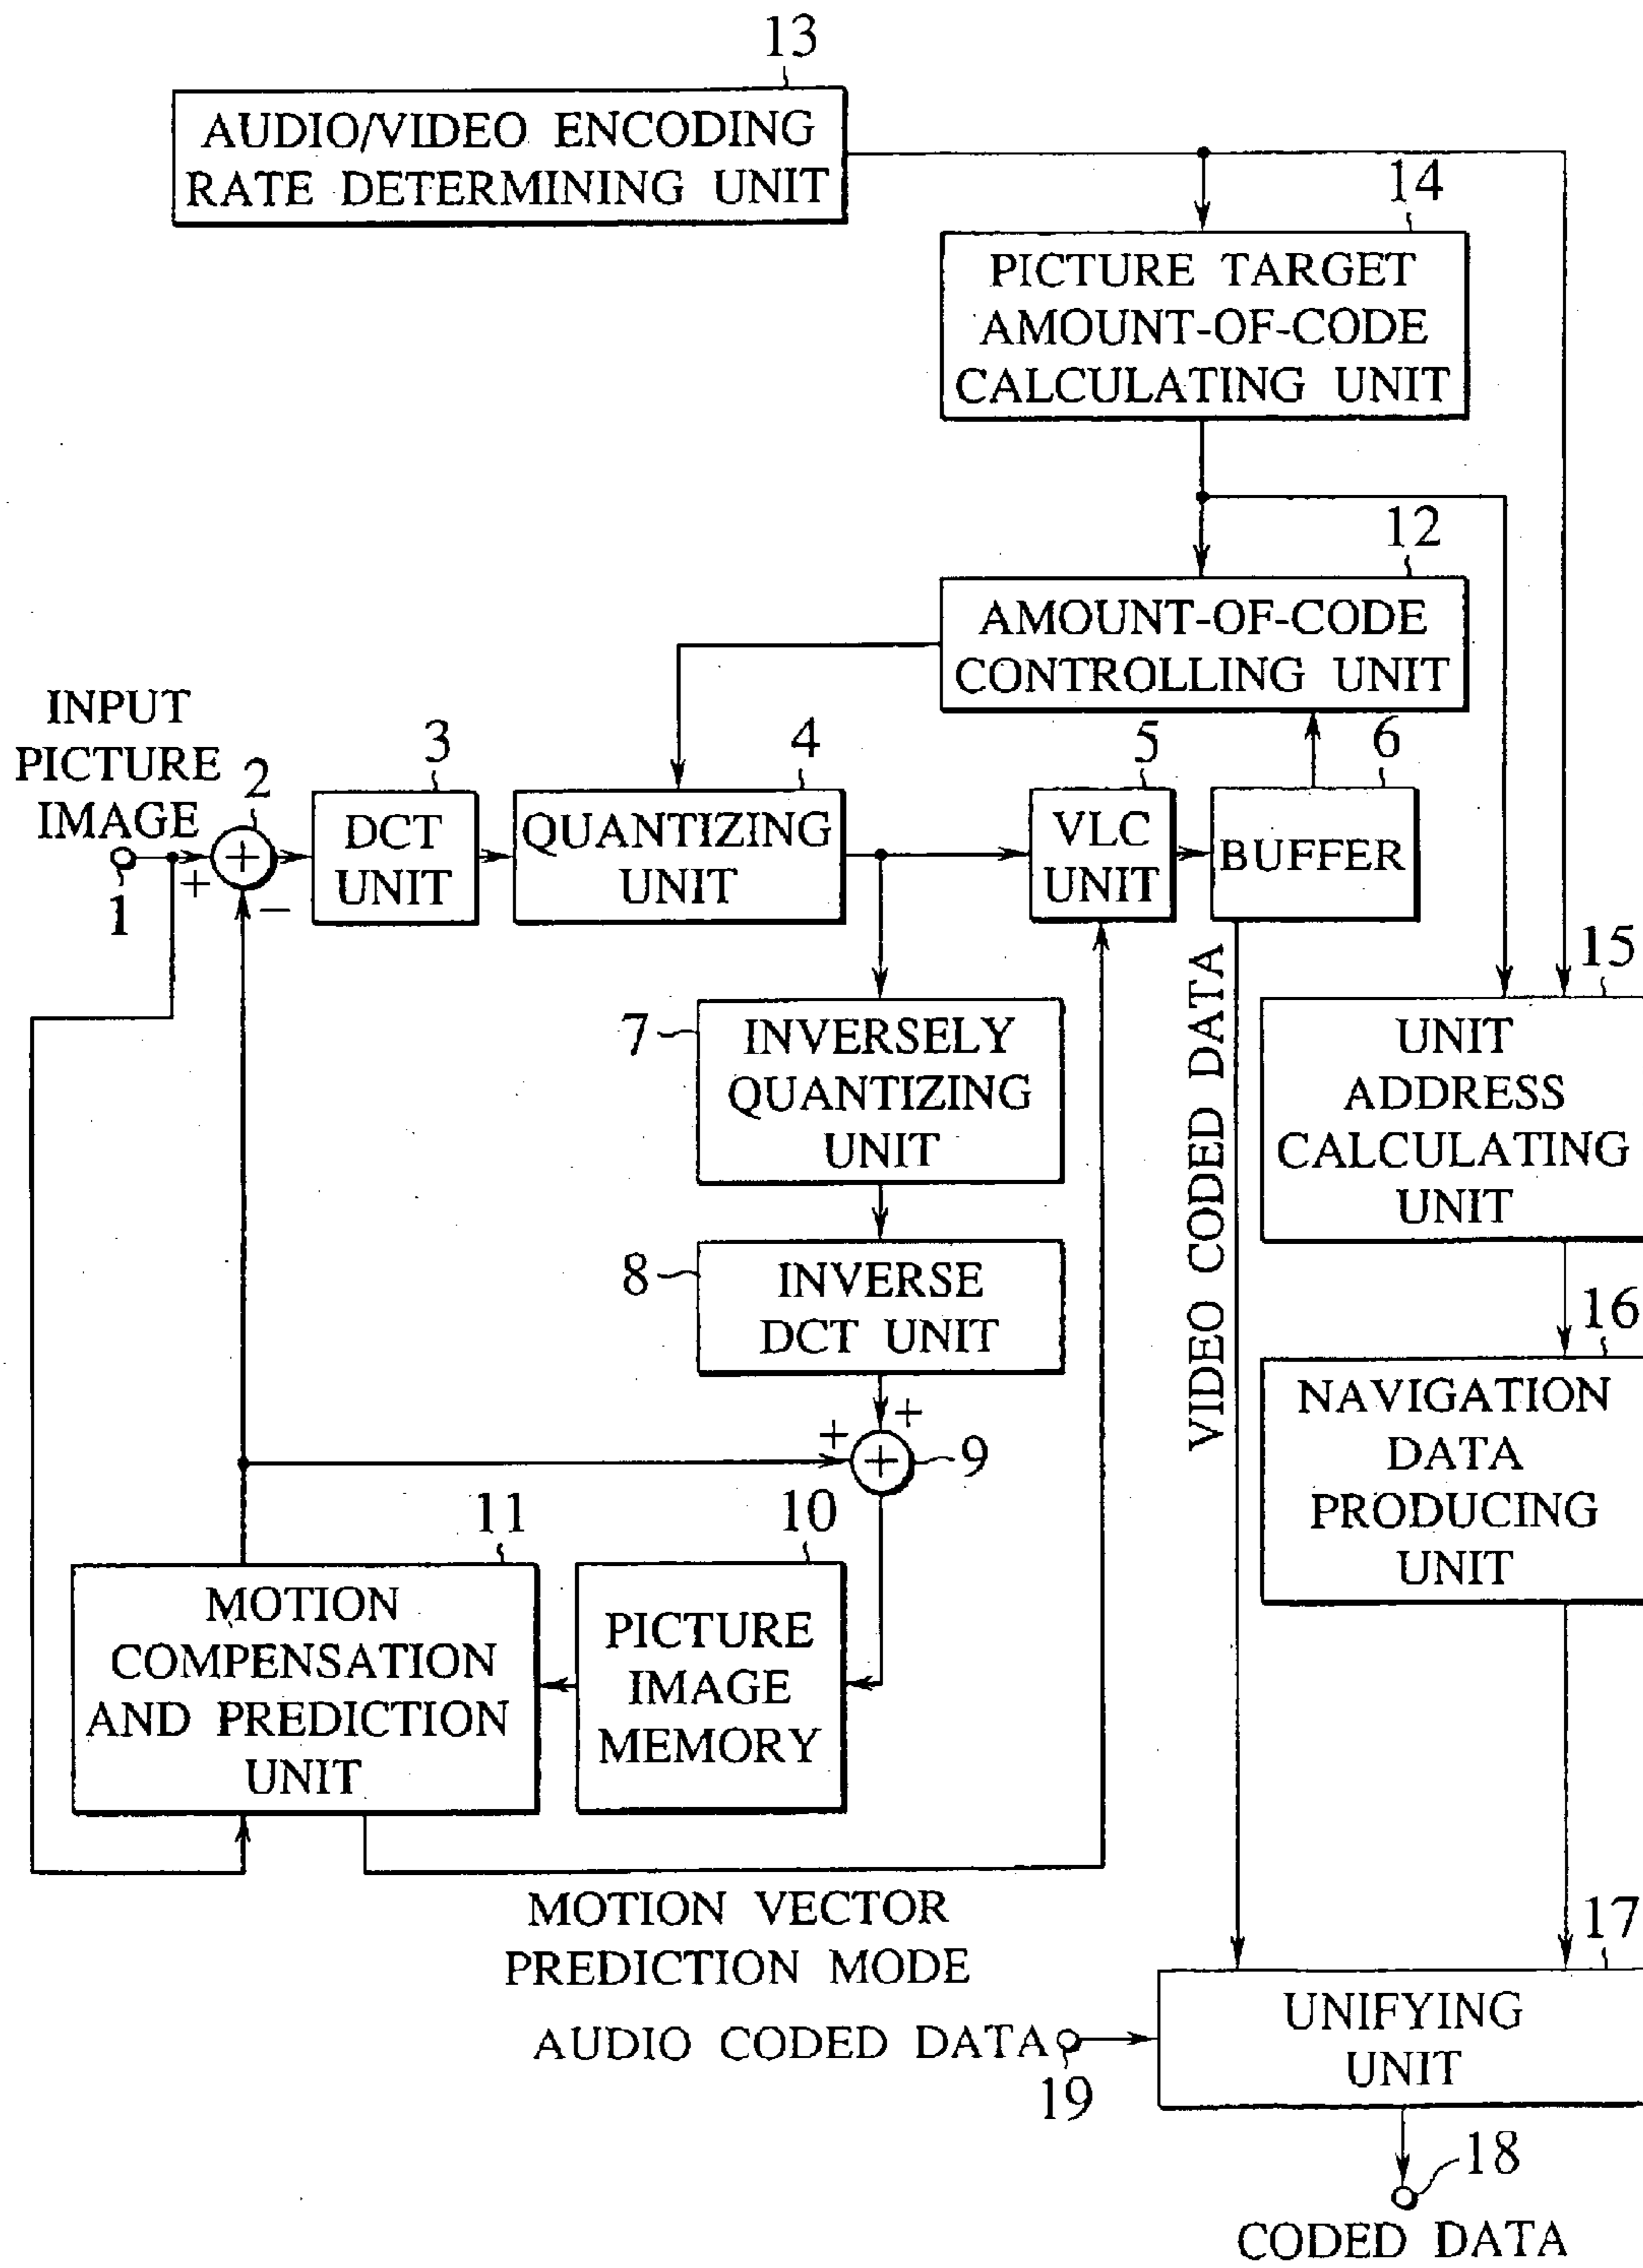 13
AUDIO/VIDEO ENCODING
RATE DETERMINING UNIT
14
PICTURE TARGET
AMOUNT-OF-CODE
CALCULATING UNIT
12
AMOUNT-OF-CODE
CONTROLLING UNIT
INPUT
PICTURE
IMAGE
1
2
+
+
−
3
DCT
UNIT
4
QUANTIZING
UNIT
5
VLC
UNIT
6
BUFFER
7
INVERSELY
QUANTIZING
UNIT
8
INVERSE
DCT UNIT
+
+
+
9
10
PICTURE
IMAGE
MEMORY
11
MOTION
COMPENSATION
AND PREDICTION
UNIT
MOTION VECTOR
PREDICTION MODE
VIDEO CODED DATA
15
UNIT
ADDRESS
CALCULATING
UNIT
16
NAVIGATION
DATA
PRODUCING
UNIT
17
UNIFYING
UNIT
AUDIO CODED DATA
19
18
CODED DATA